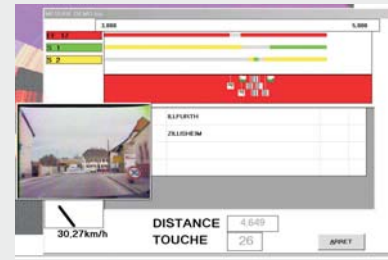 3,000 5,000
S 1
S 2
ILLFURTH
ZILLISHEIM
30,27km/h
DISTANCE 4.649
TOUCHE 26
ARRET